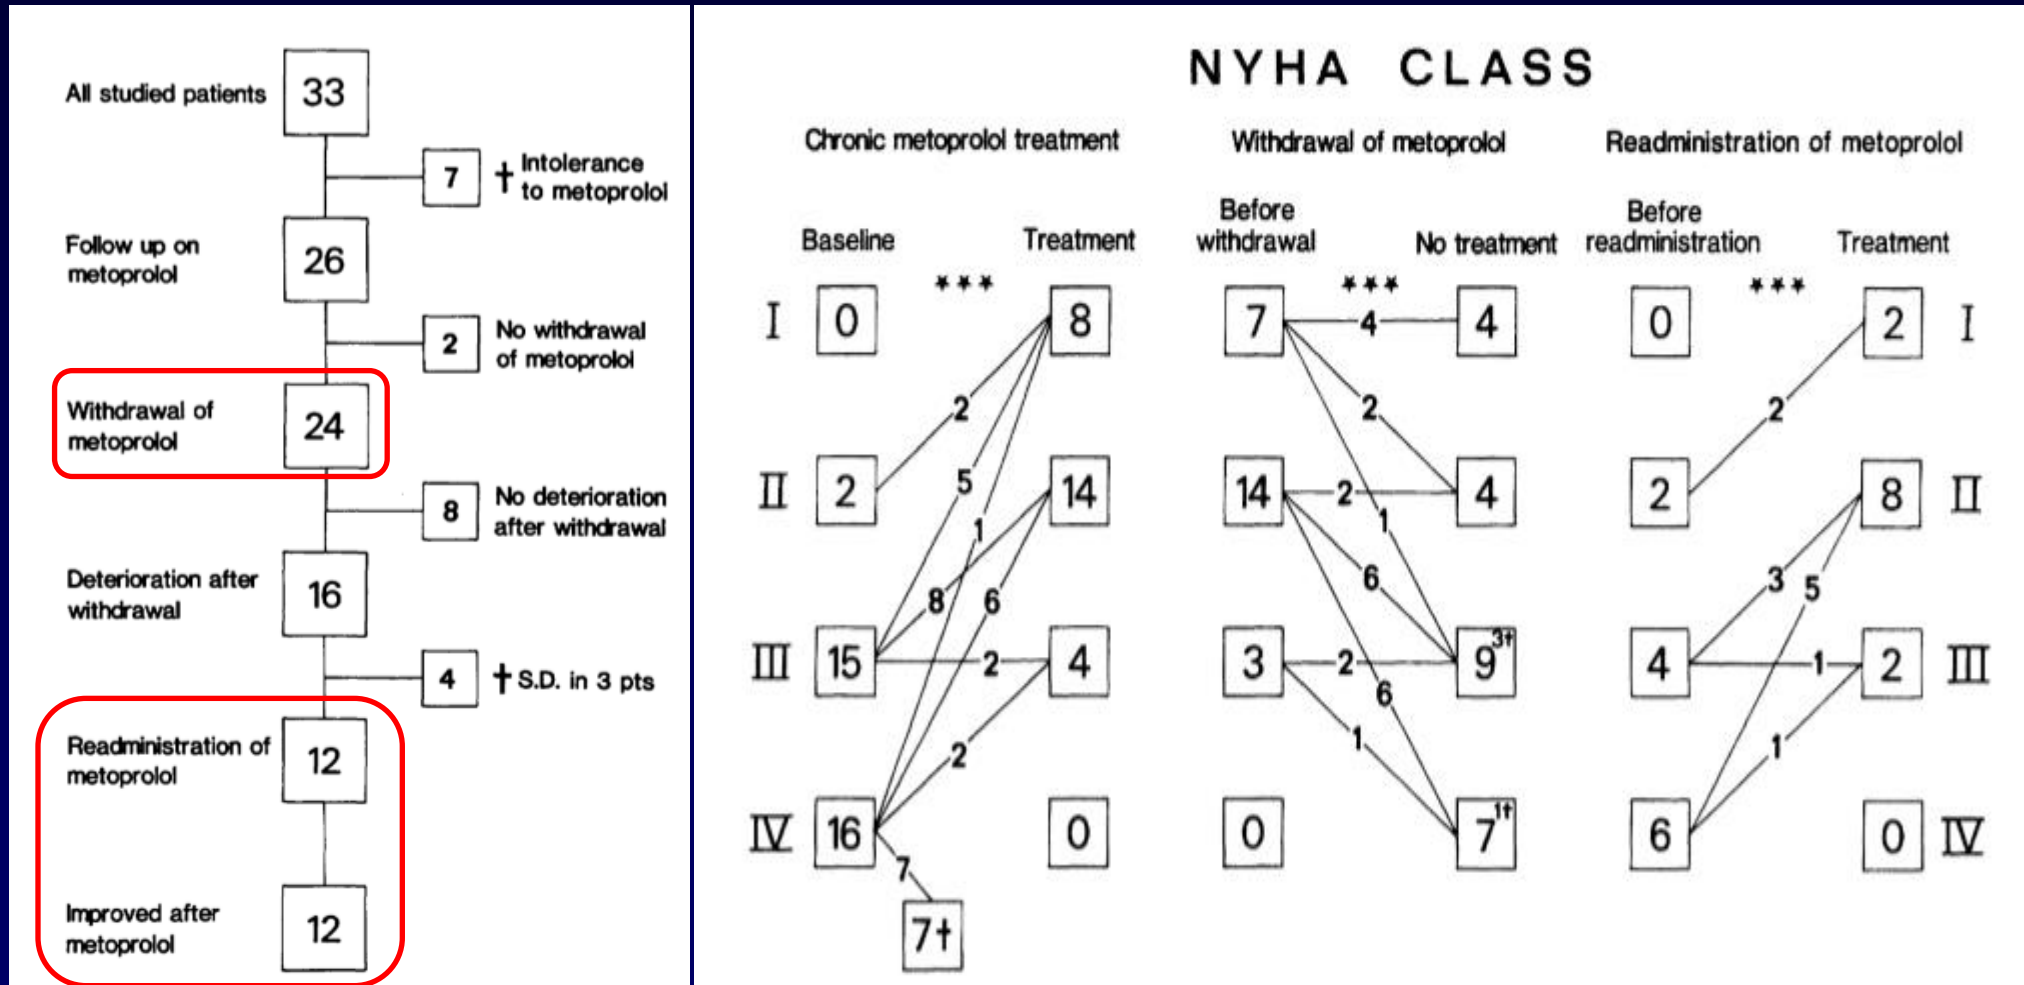 All studied patients
33
7
† Intolerance
to metoprolol
Follow up on
metoprolol
26
2
No withdrawal
of metoprolol
Withdrawal of
metoprolol
24
8
No deterioration
after withdrawal
Deterioration after
withdrawal
16
4
† S.D. in 3 pts
Readministration of
metoprolol
12
Improved after
metoprolol
12
NYHA CLASS
Chronic metoprolol treatment
Baseline
Treatment
***
I
0
8
2
II
2
5
14
1
8
6
III
15
2
4
2
IV
16
0
7
7†
Withdrawal of metoprolol
Before
withdrawal
No treatment
***
7
4
4
2
14
2
4
1
6
3
2
9 3†
6
1
0
7 1†
Readministration of metoprolol
Before
readministration
Treatment
***
0
2
I
2
2
8
II
3
5
4
1
2
III
1
6
0
IV